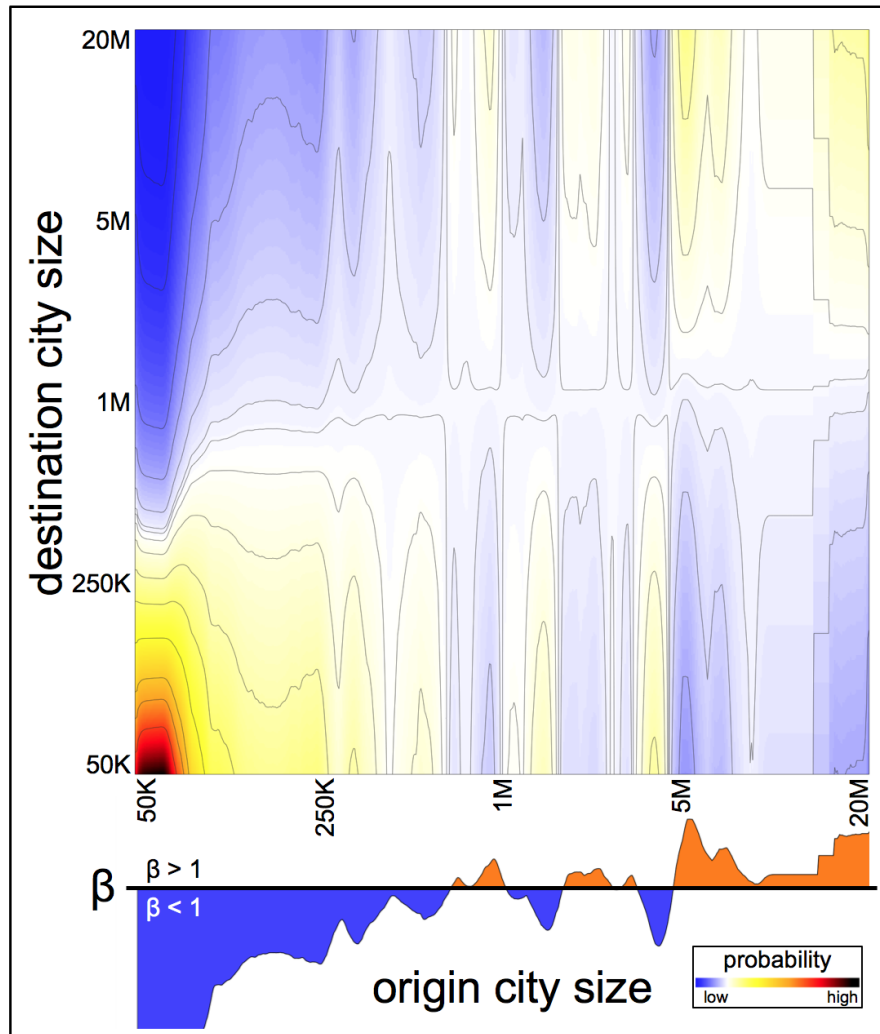 20M
5M
1M
250K
50K
destination city size
50K
250K
1M
5M
20M
β
β > 1
β < 1
origin city size
probability
low
high